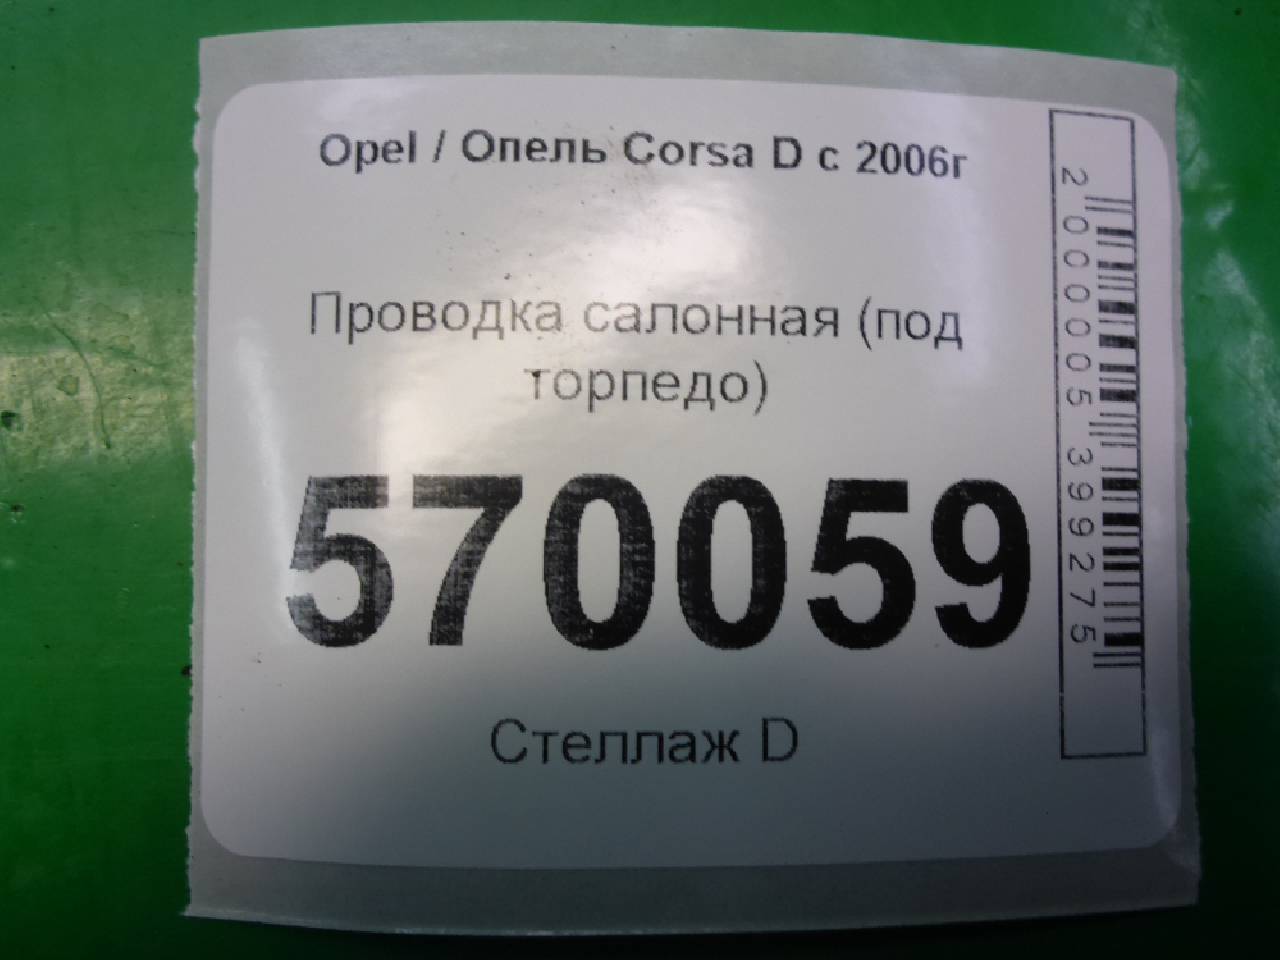 Opel / Опель Corsa D с 2006г
Проводка салонная (под
торпедо)
570059
Стеллаж D
2000005399275